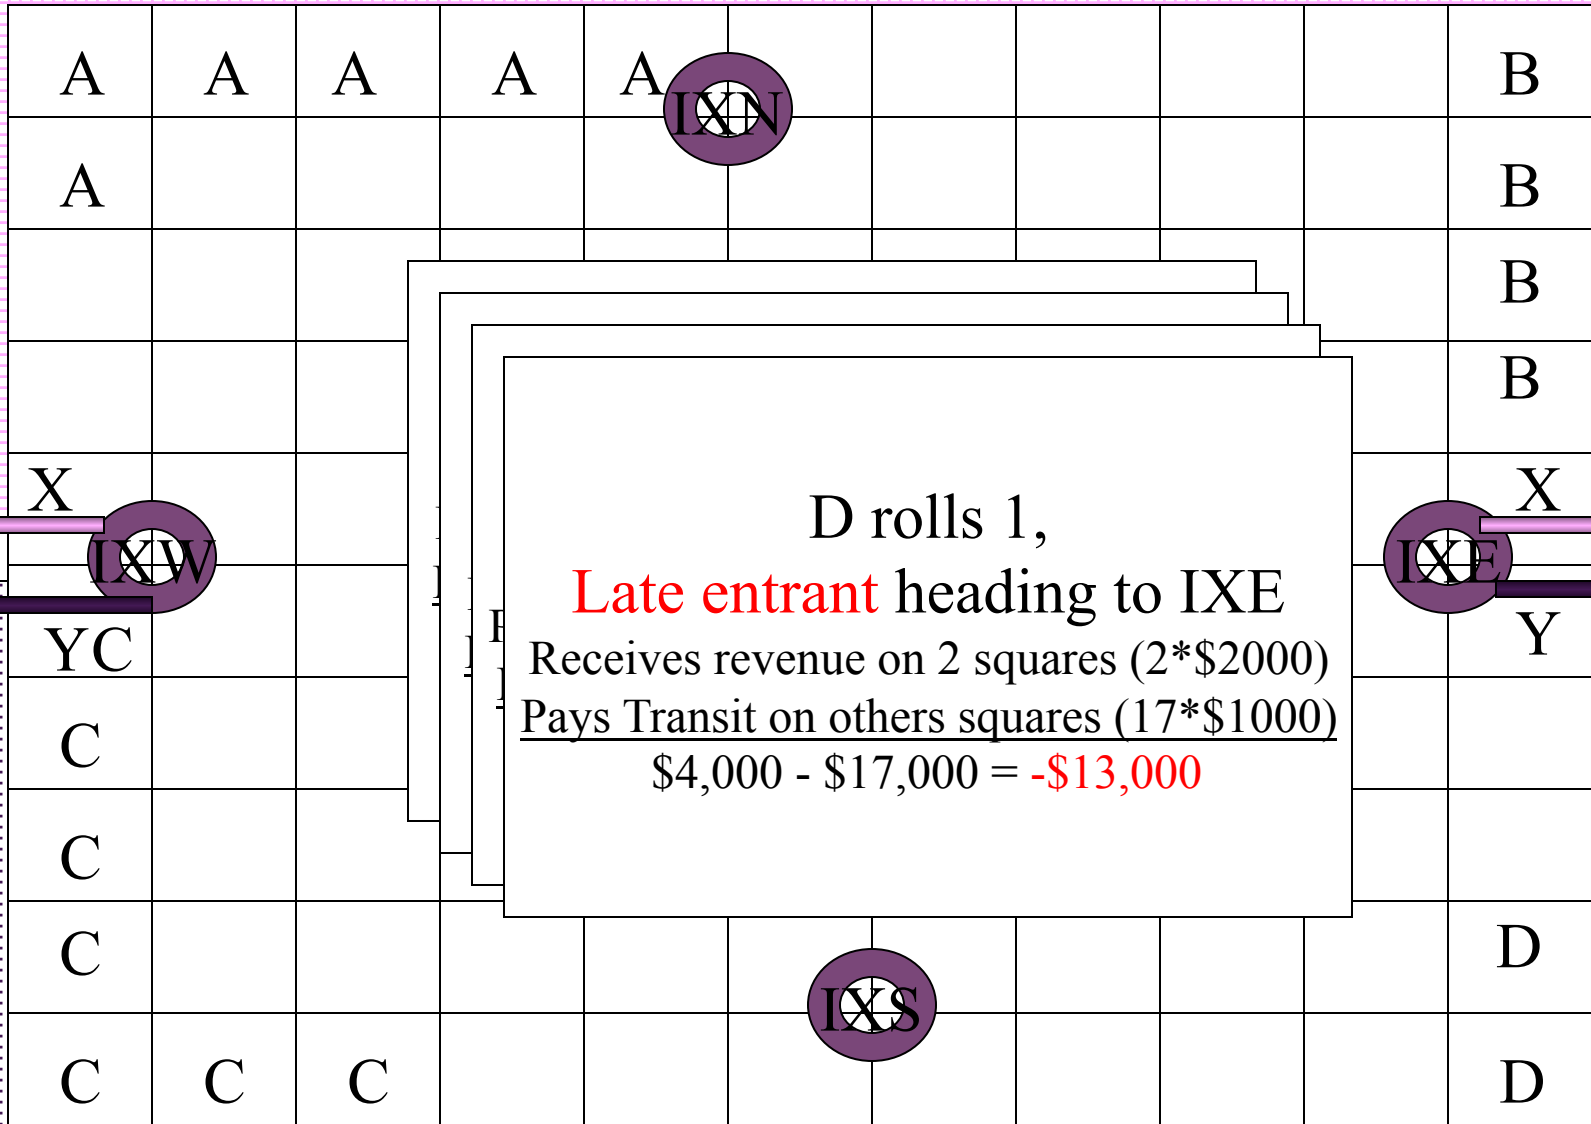 A A A A A IXN B
A B
B
B
X X
IXW IXE
YC Y
D rolls 1,
Late entrant heading to IXE
Receives revenue on 2 squares (2*$2000)
Pays Transit on others squares (17*$1000)
$4,000 - $17,000 = -$13,000
C
C
C D
IXS
C C C D